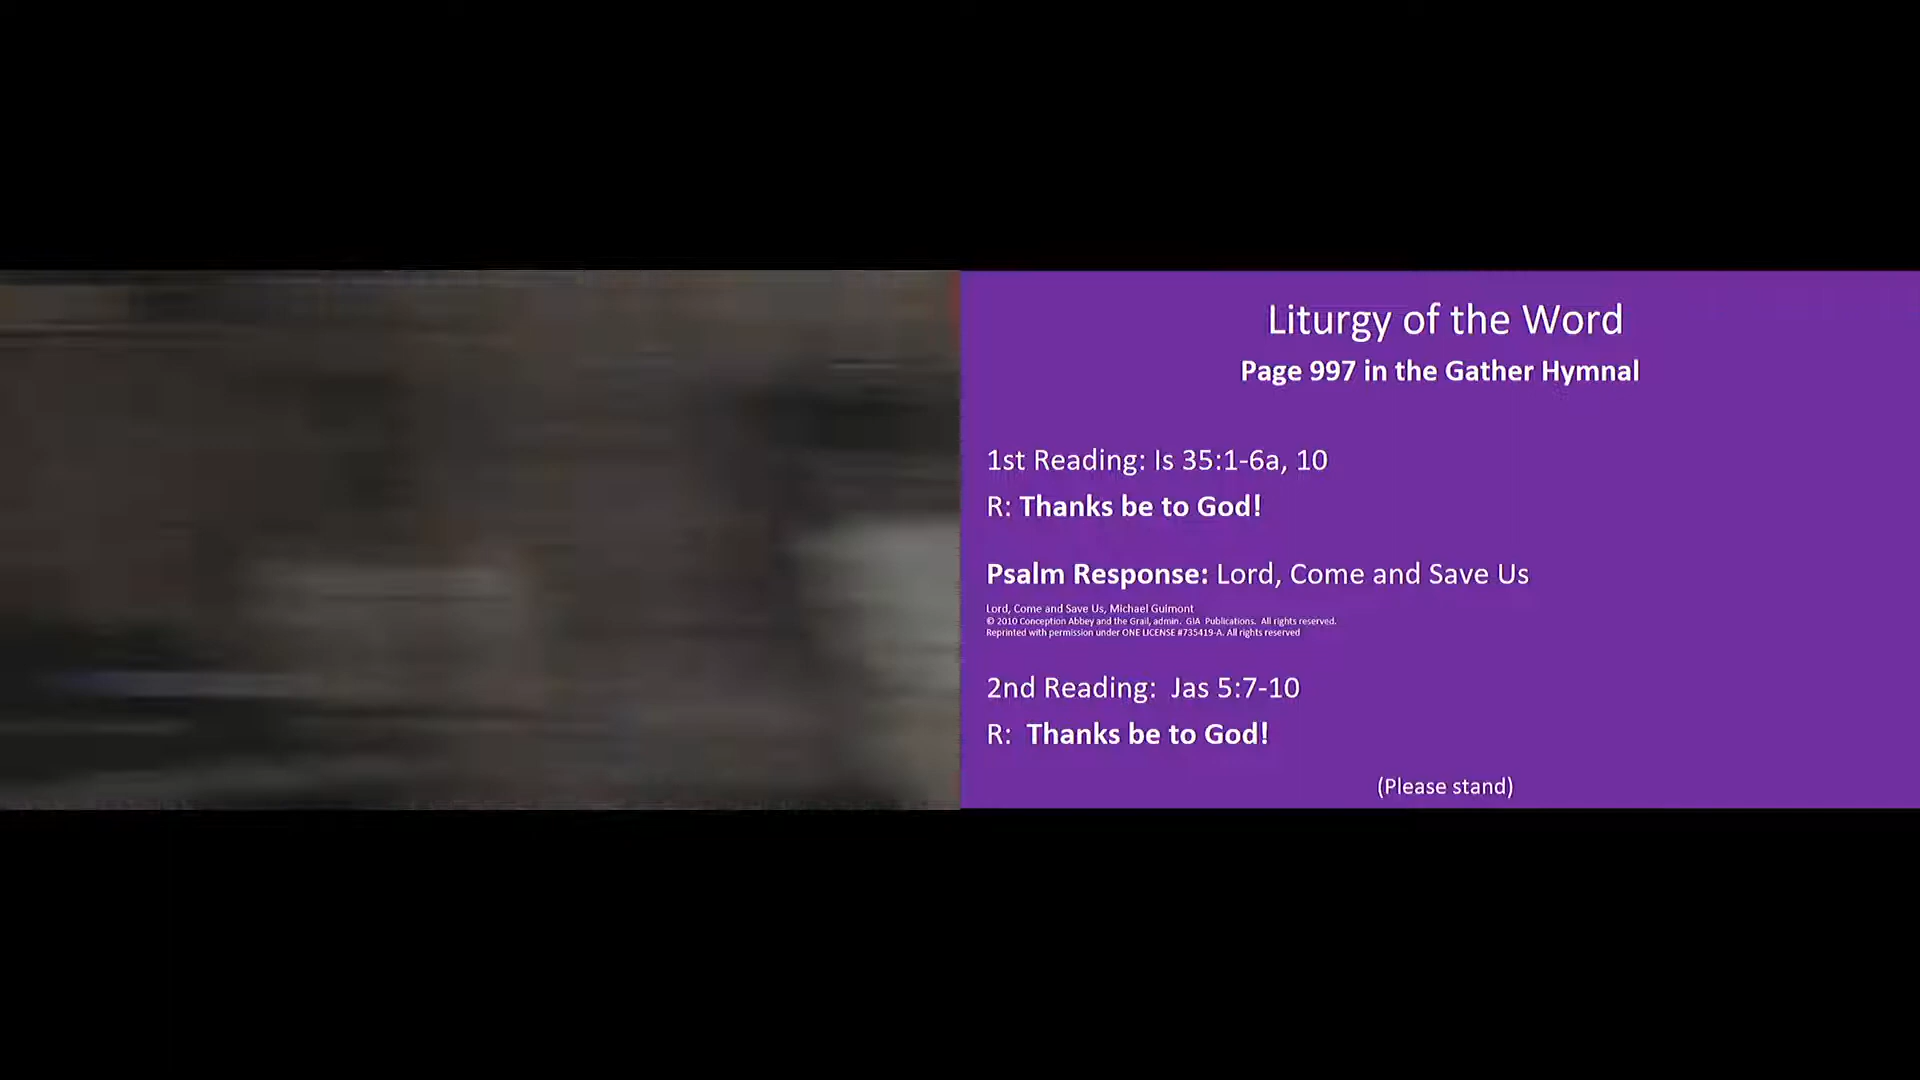 Liturgy of the Word
Page 997 in the Gather Hymnal
1st Reading: Is 35:1-6a, 10
R: Thanks be to God!
Psalm Response: Lord, Come and Save Us
Lord, Come and Save Us, Michael Guimont
© 2010 Conception Abbey and the Grail, admin. GIA Publications. All rights reserved.
Reprinted with permission under ONE LICENSE #735419-A. All rights reserved
2nd Reading: Jas 5:7-10
R: Thanks be to God!
(Please stand)